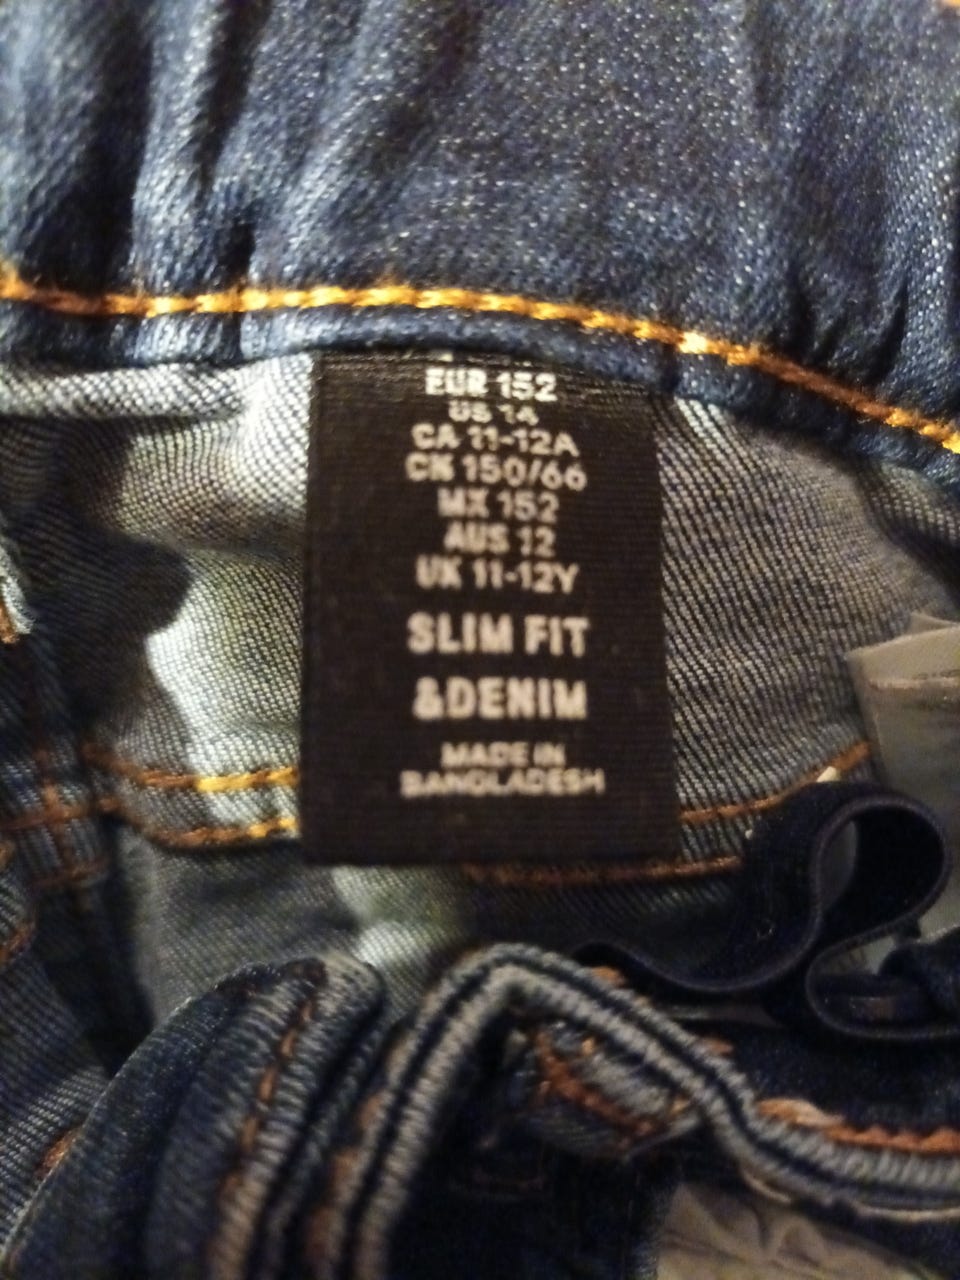 EUR 152
US 14
CA 11-12A
CN 150/66
MX 152
AUS 12
UK 11-12Y
SLIM FIT
&DENIM
MADE IN
BANGLADESH